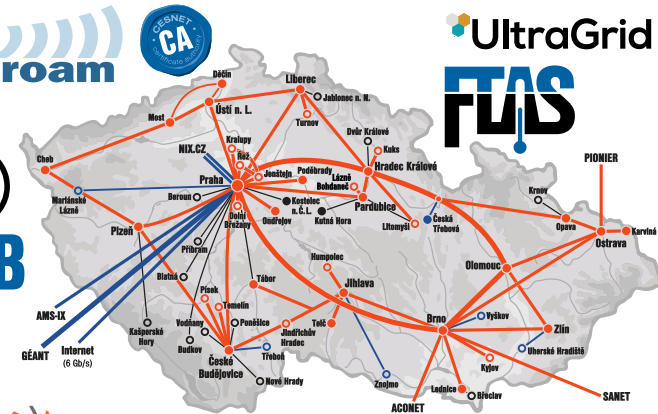 CESNET
CA
certificate authority
roam
UltraGrid
FTAS
B
Děčín
Liberec
Jablonec n. N.
Ústí n. L.
Most
Turnov
Dvůr Králové
Kralupy
NIX.CZ
Řež
Kuks
PIONIER
Cheb
Jenštejn
Poděbrady
Hradec Králové
Praha
Lázně
Bohdaneč
Krnov
Mariánské
Lázně
Beroun
Kostelec
n. Č. L.
Pardubice
Dolní
Břežany
Ondřejov
Kutná Hora
Litomyšl
Česká
Třebová
Opava
Karviná
Ostrava
Plzeň
Příbram
Humpolec
Olomouc
Blatná
Tábor
Jihlava
Písek
Temelín
AMS-IX
Vodňany
Poněšice
Telč
Brno
Vyškov
Zlín
Jindřichův
Hradec
GÉANT
Internet
(6 Gb/s)
Kašperské
Hory
Budkov
Třeboň
Uherské Hradiště
České
Budějovice
Kyjov
Nové Hrady
Znojmo
Lednice
Břeclav
SANET
ACONET